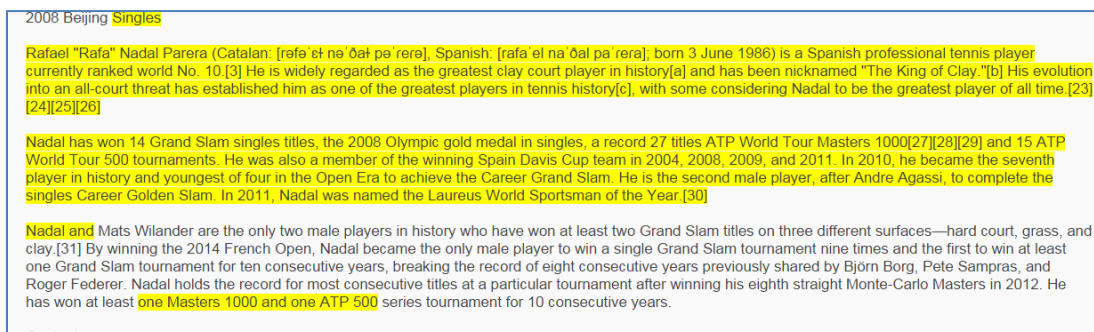 2008 Beijing Singles
Rafael "Rafa" Nadal Parera (Catalan: [rəfəˈɛɫ nəˈðaɫ pəˈɾeɾə], Spanish: [rafaˈel naˈðal paˈɾeɾa]; born 3 June 1986) is a Spanish professional tennis player
currently ranked world No. 10.[3] He is widely regarded as the greatest clay court player in history[a] and has been nicknamed "The King of Clay."[b] His evolution
into an all-court threat has established him as one of the greatest players in tennis history[c], with some considering Nadal to be the greatest player of all time.[23]
[24][25][26]
Nadal has won 14 Grand Slam singles titles, the 2008 Olympic gold medal in singles, a record 27 titles ATP World Tour Masters 1000[27][28][29] and 15 ATP
World Tour 500 tournaments. He was also a member of the winning Spain Davis Cup team in 2004, 2008, 2009, and 2011. In 2010, he became the seventh
player in history and youngest of four in the Open Era to achieve the Career Grand Slam. He is the second male player, after Andre Agassi, to complete the
singles Career Golden Slam. In 2011, Nadal was named the Laureus World Sportsman of the Year.[30]
Nadal and Mats Wilander are the only two male players in history who have won at least two Grand Slam titles on three different surfaces—hard court, grass, and
clay.[31] By winning the 2014 French Open, Nadal became the only male player to win a single Grand Slam tournament nine times and the first to win at least
one Grand Slam tournament for ten consecutive years, breaking the record of eight consecutive years previously shared by Björn Borg, Pete Sampras, and
Roger Federer. Nadal holds the record for most consecutive titles at a particular tournament after winning his eighth straight Monte-Carlo Masters in 2012. He
has won at least one Masters 1000 and one ATP 500 series tournament for 10 consecutive years.